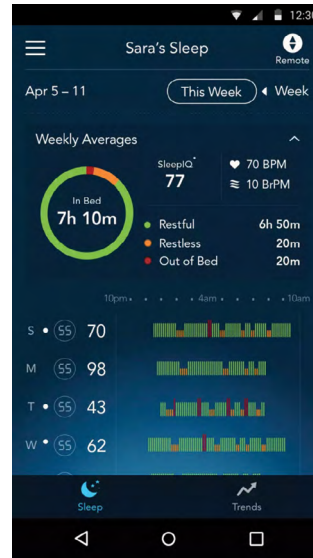 12:30
Sara's Sleep
Remote
Apr 5 – 11
This Week
Week
Weekly Averages
SleepIQ
77
70 BPM
10 BrPM
In Bed
7h 10m
Restful 6h 50m
Restless 20m
Out of Bed 20m
10pm 4am 10am
S SS 70
M SS 98
T SS 43
W SS 62
Sleep
Trends